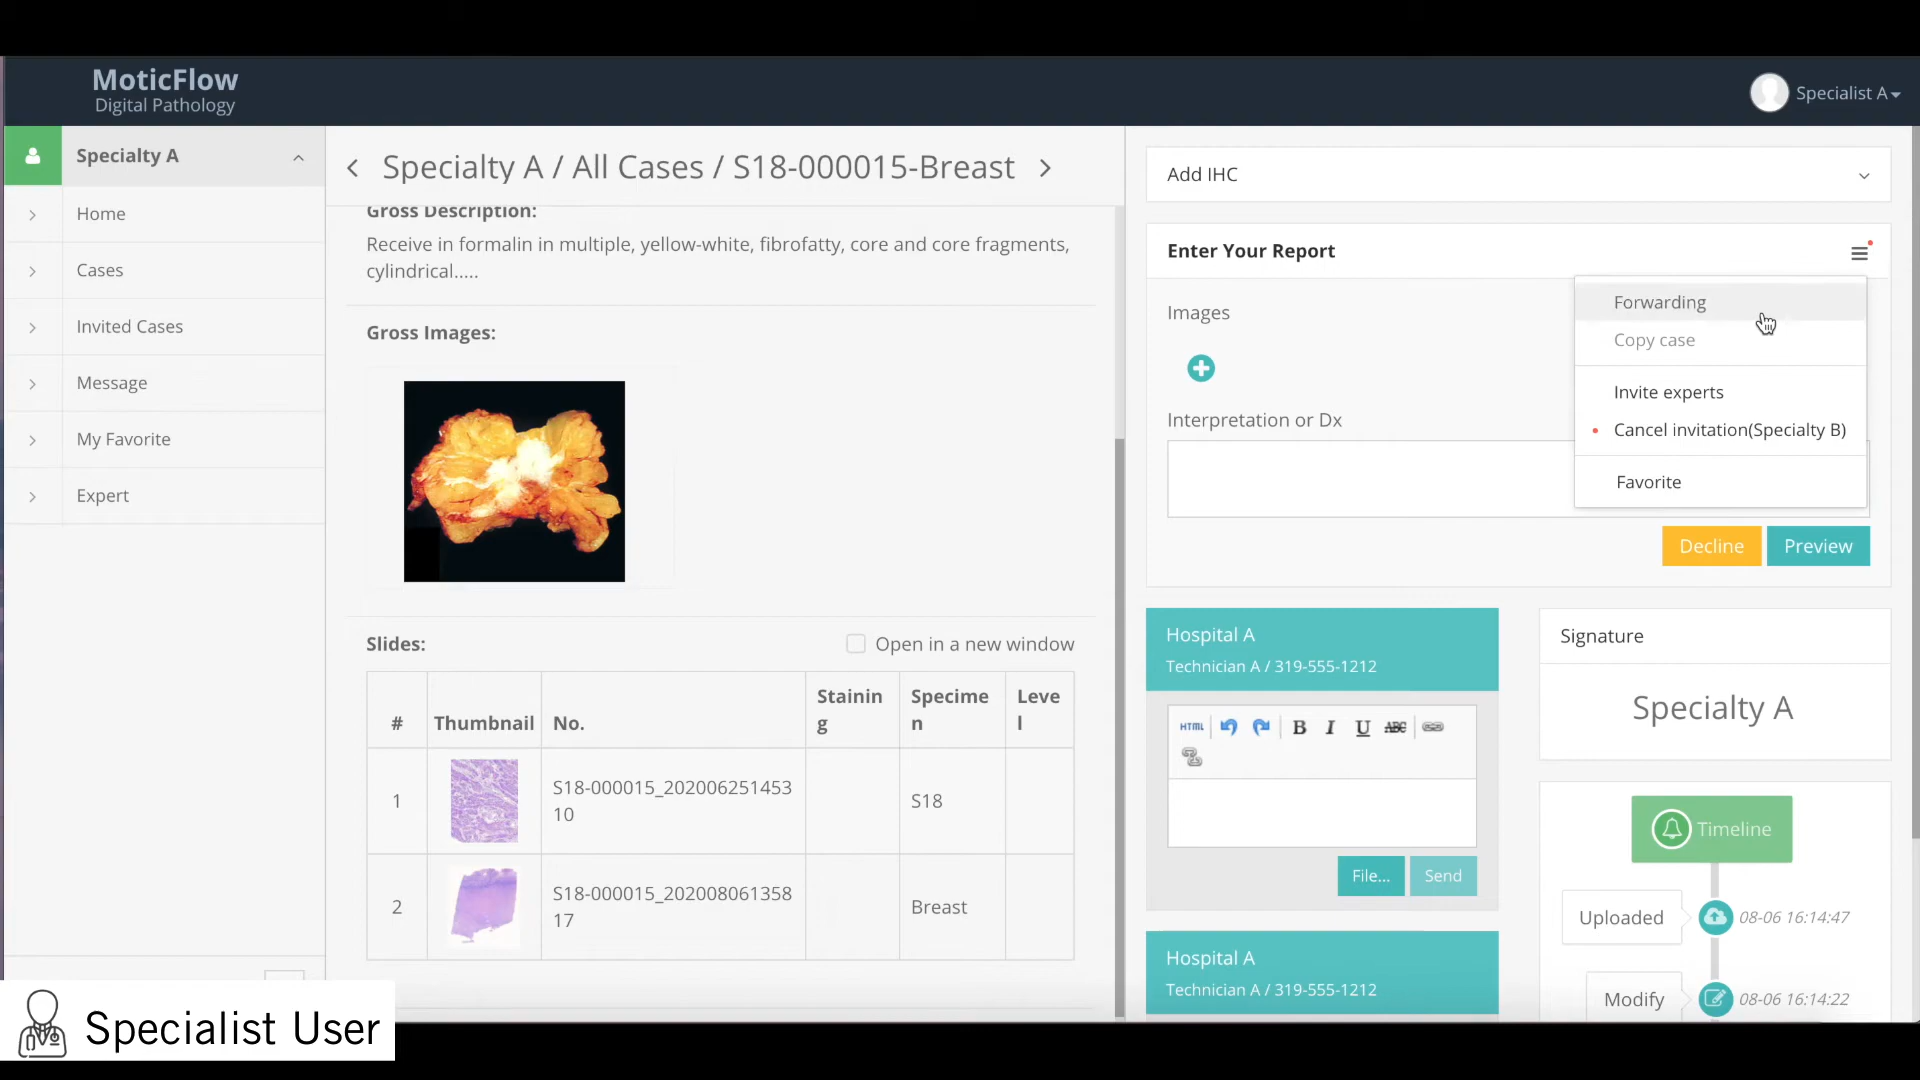 MoticFlow
Digital Pathology
Specialist A
Specialty A
Home
Cases
Invited Cases
Message
My Favorite
Expert
Specialty A / All Cases / S18-000015-Breast
Gross Description:
Receive in formalin in multiple, yellow-white, fibrofatty, core and core fragments,
cylindrical.....
Gross Images:
Slides:
Open in a new window
# Thumbnail No. Stainin
g Specime
n Leve
l
1 S18-000015_202006251453
10 S18
2 S18-000015_202008061358
17 Breast
Add IHC
Enter Your Report
Images
Interpretation or Dx
Forwarding
Copy case
Invite experts
Cancel invitation(Specialty B)
Favorite
Decline Preview
Hospital A
Technician A / 319-555-1212
HTML B I U ABC
File... Send
Hospital A
Technician A / 319-555-1212
Signature
Specialty A
Timeline
Uploaded 08-06 16:14:47
Modify 08-06 16:14:22
Specialist User